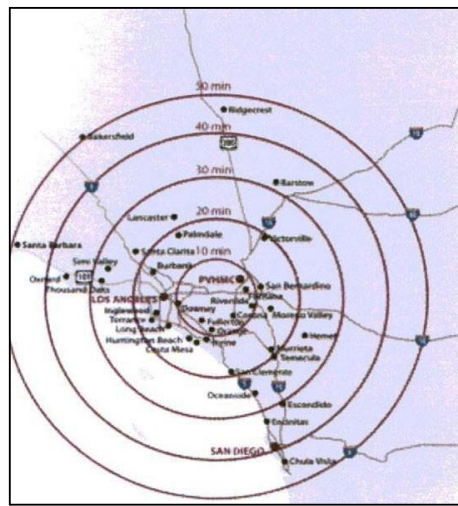 50 min
Ridgecrest
40 min
Bakersfield
30 min
Barstow
Lancaster
20 min
Palmdale
Victorville
Santa Barbara
Santa Clarita
Simi Valley
Burbank
10 min
PVHMC
Oxnard
101
Thousand Oaks
San Bernardino
Fontana
LOS ANGELES
Downey
Riverside
Inglewood
Corona
Moreno Valley
Torrance
Fullerton
Long Beach
Orange
Hemet
Huntington Beach
Irvine
Costa Mesa
Murrieta
Temecula
San Clemente
Oceanside
Escondido
Encinitas
SAN DIEGO
Chula Vista